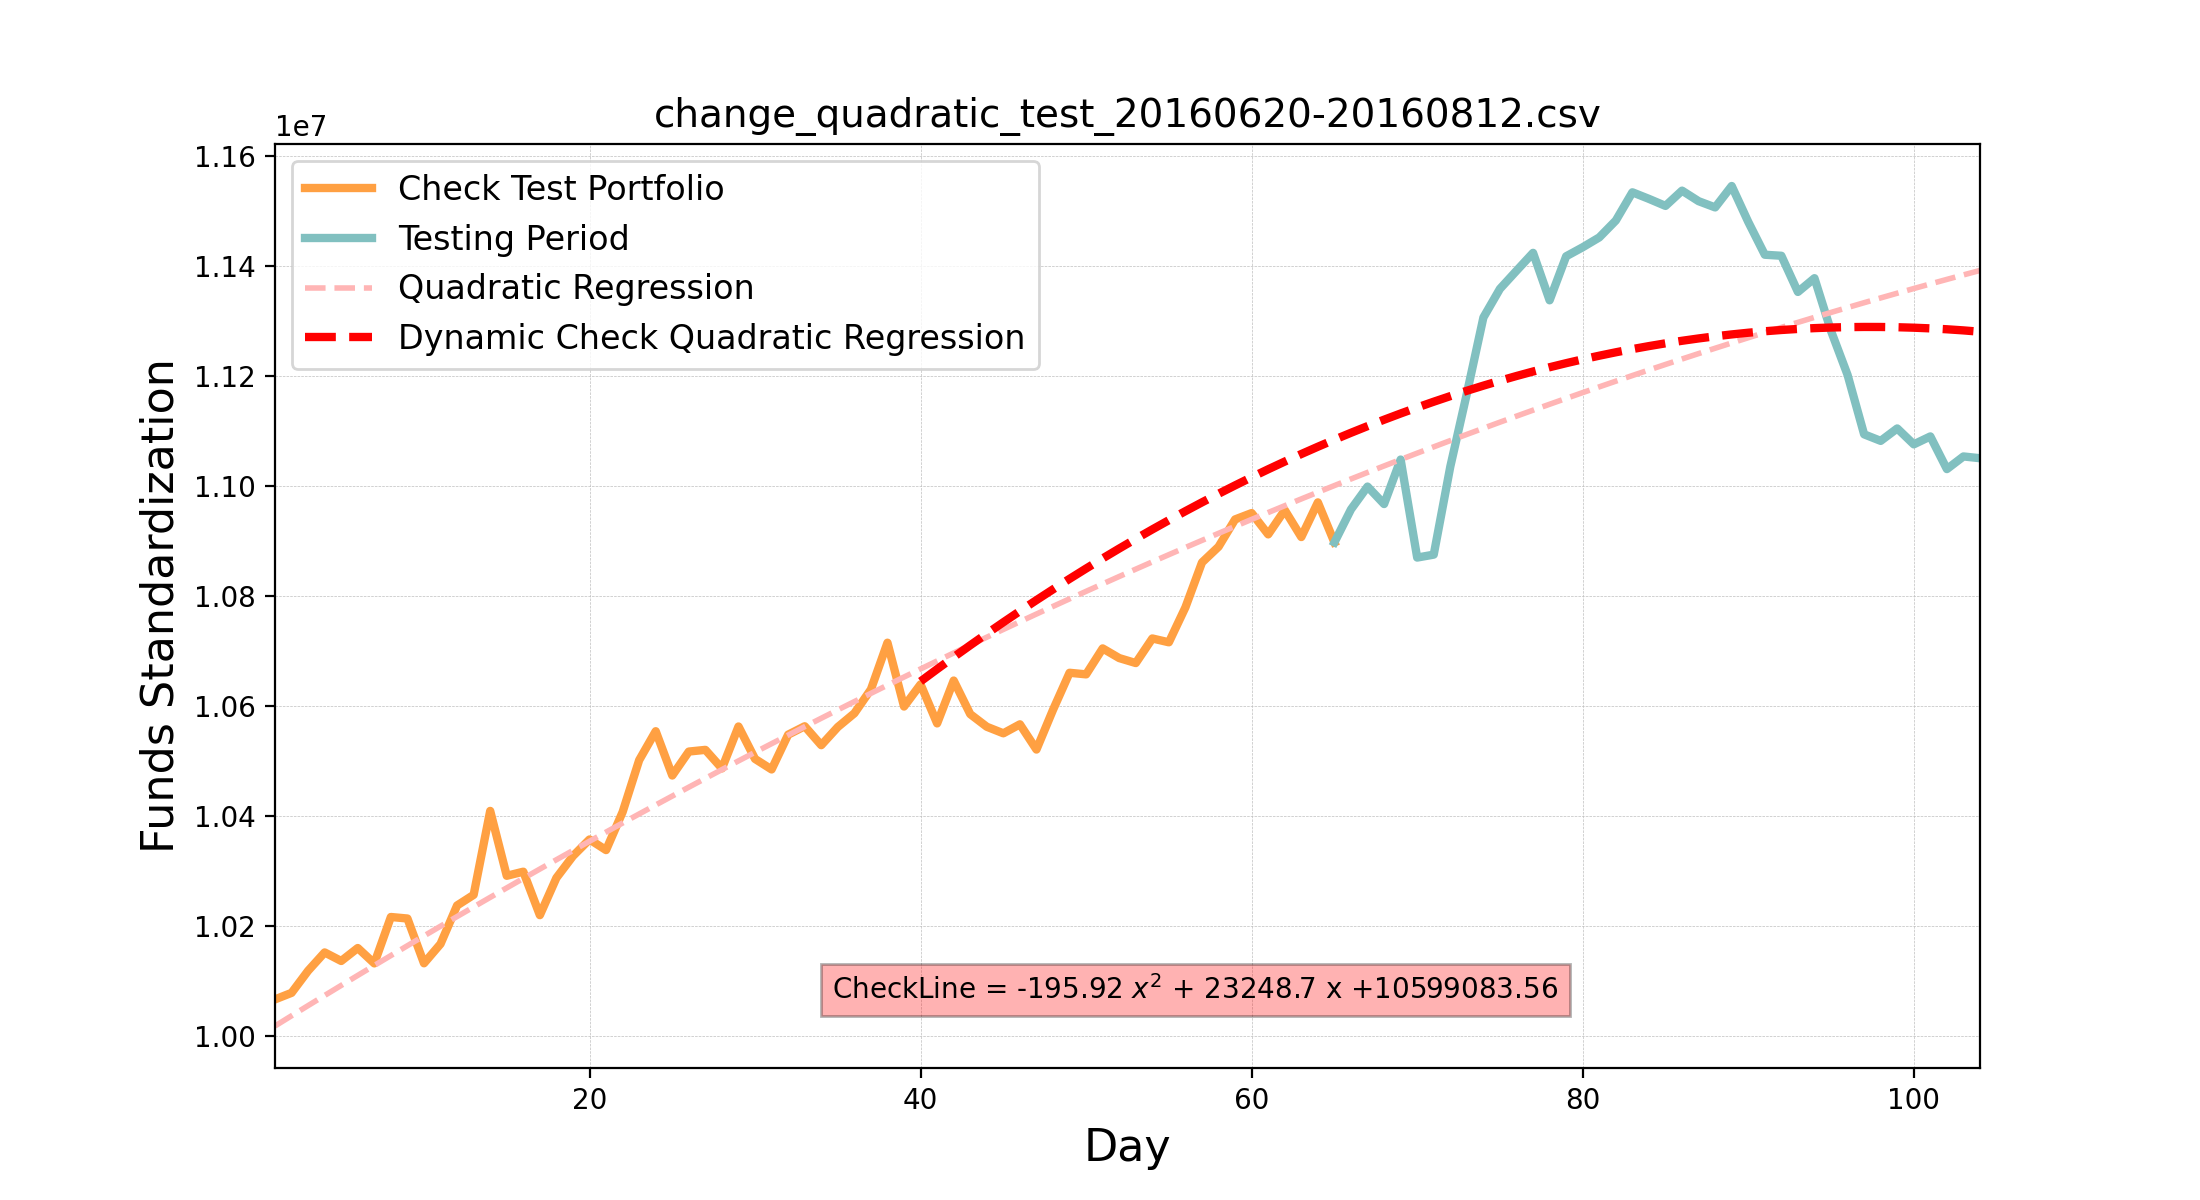 change_quadratic_test_20160620-20160812.csv
1e7
1.16
1.14
1.12
1.10
1.08
1.06
1.04
1.02
1.00
Funds Standardization
Check Test Portfolio
Testing Period
Quadratic Regression
Dynamic Check Quadratic Regression
CheckLine = -195.92 x² + 23248.7 x +10599083.56
20 40 60 80 100
Day